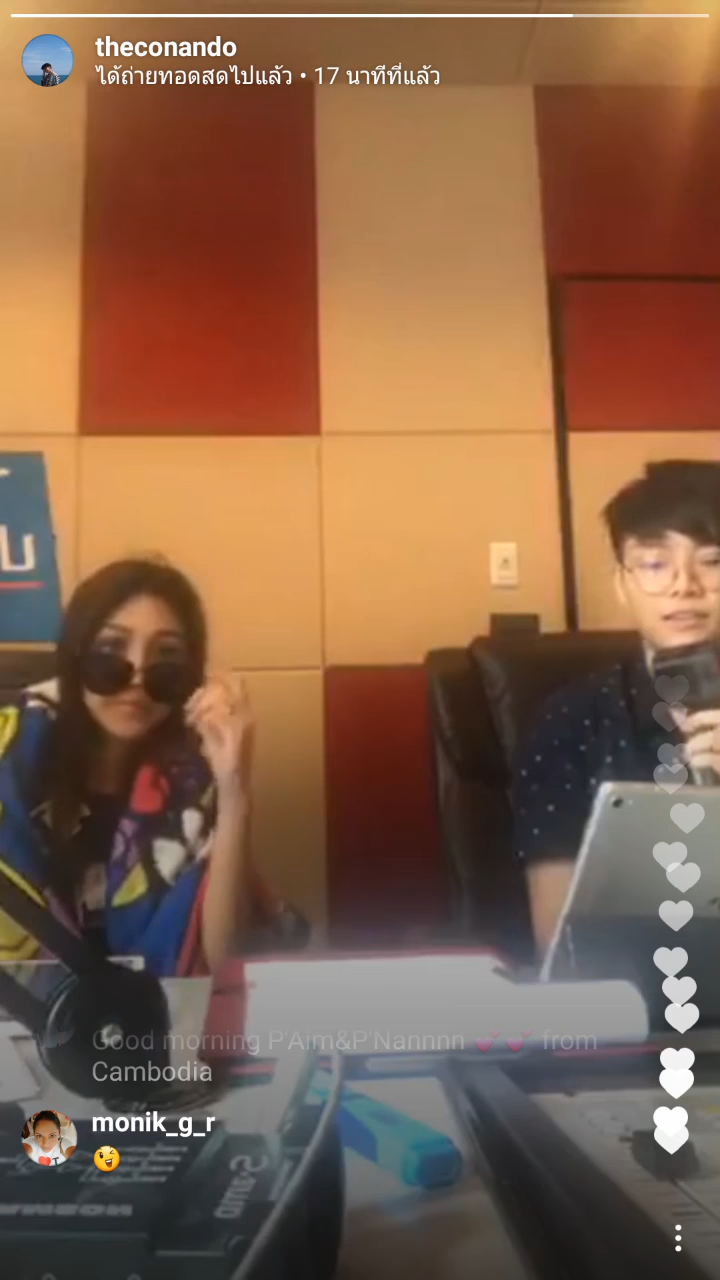 theconando
ได้ถ่ายทอดสดไปแล้ว • 17 นาทีที่แล้ว
Good morning P'Aim&P'Nannnn 💕 💕 from
Cambodia
monik_g_r
😜